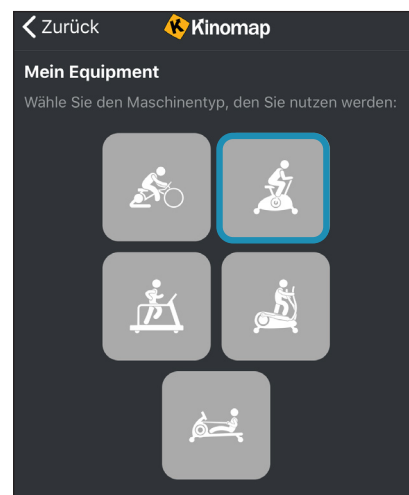 Zurück
Kinomap
Mein Equipment
Wähle Sie den Maschinentyp, den Sie nutzen werden: